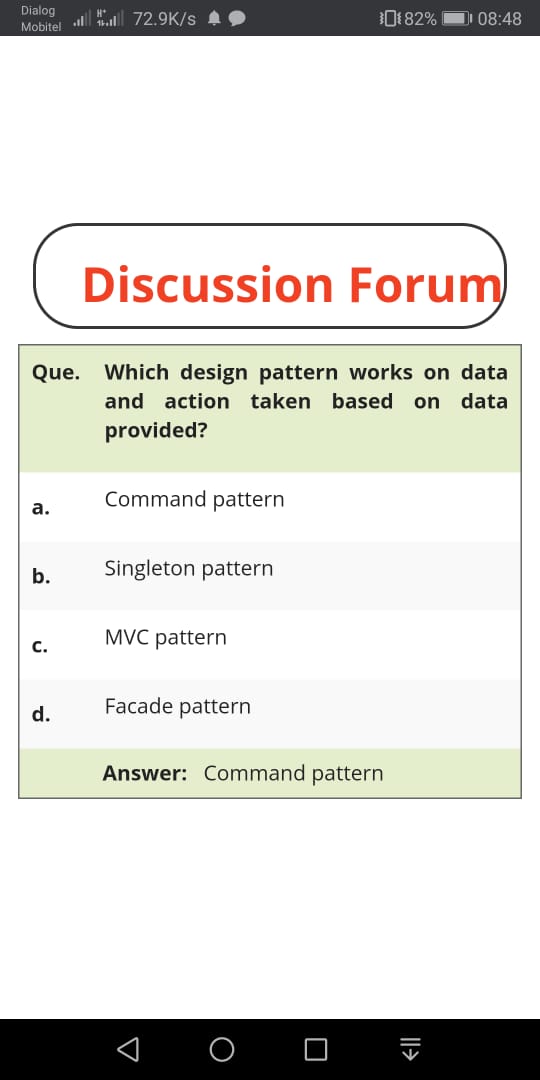 Dialog
Mobitel
H+
72.9K/s
82%
08:48
Discussion Forum
Que. Which design pattern works on data
and action taken based on data
provided?
a. Command pattern
b. Singleton pattern
c. MVC pattern
d. Facade pattern
Answer: Command pattern